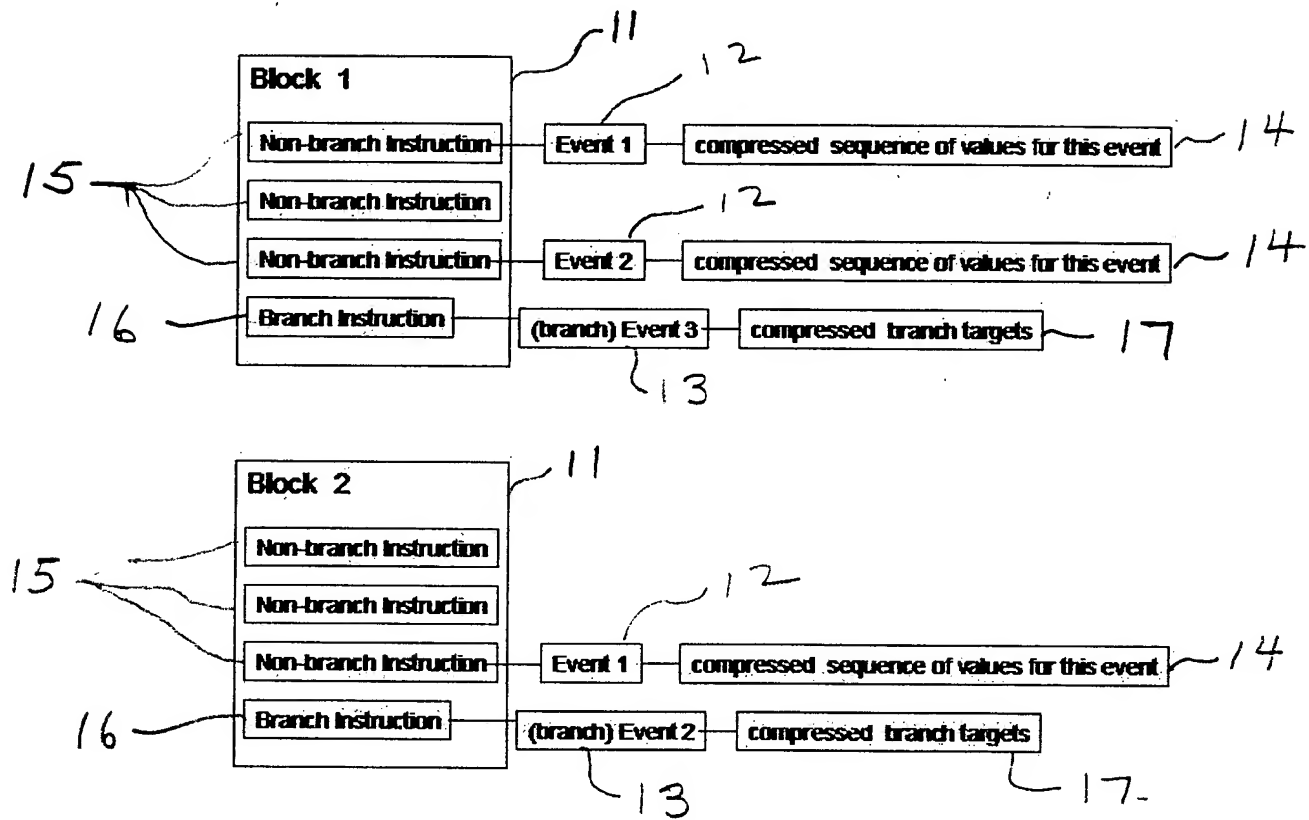 11
Block 1
12
Non-branch Instruction Event 1 compressed sequence of values for this event 14
15
Non-branch Instruction
12
Non-branch Instruction Event 2 compressed sequence of values for this event 14
16 Branch Instruction (branch) Event 3 compressed branch targets 17
13
11
Block 2
Non-branch Instruction
15
12
Non-branch Instruction
Non-branch Instruction Event 1 compressed sequence of values for this event 14
16 Branch Instruction (branch) Event 2 compressed branch targets
13
17